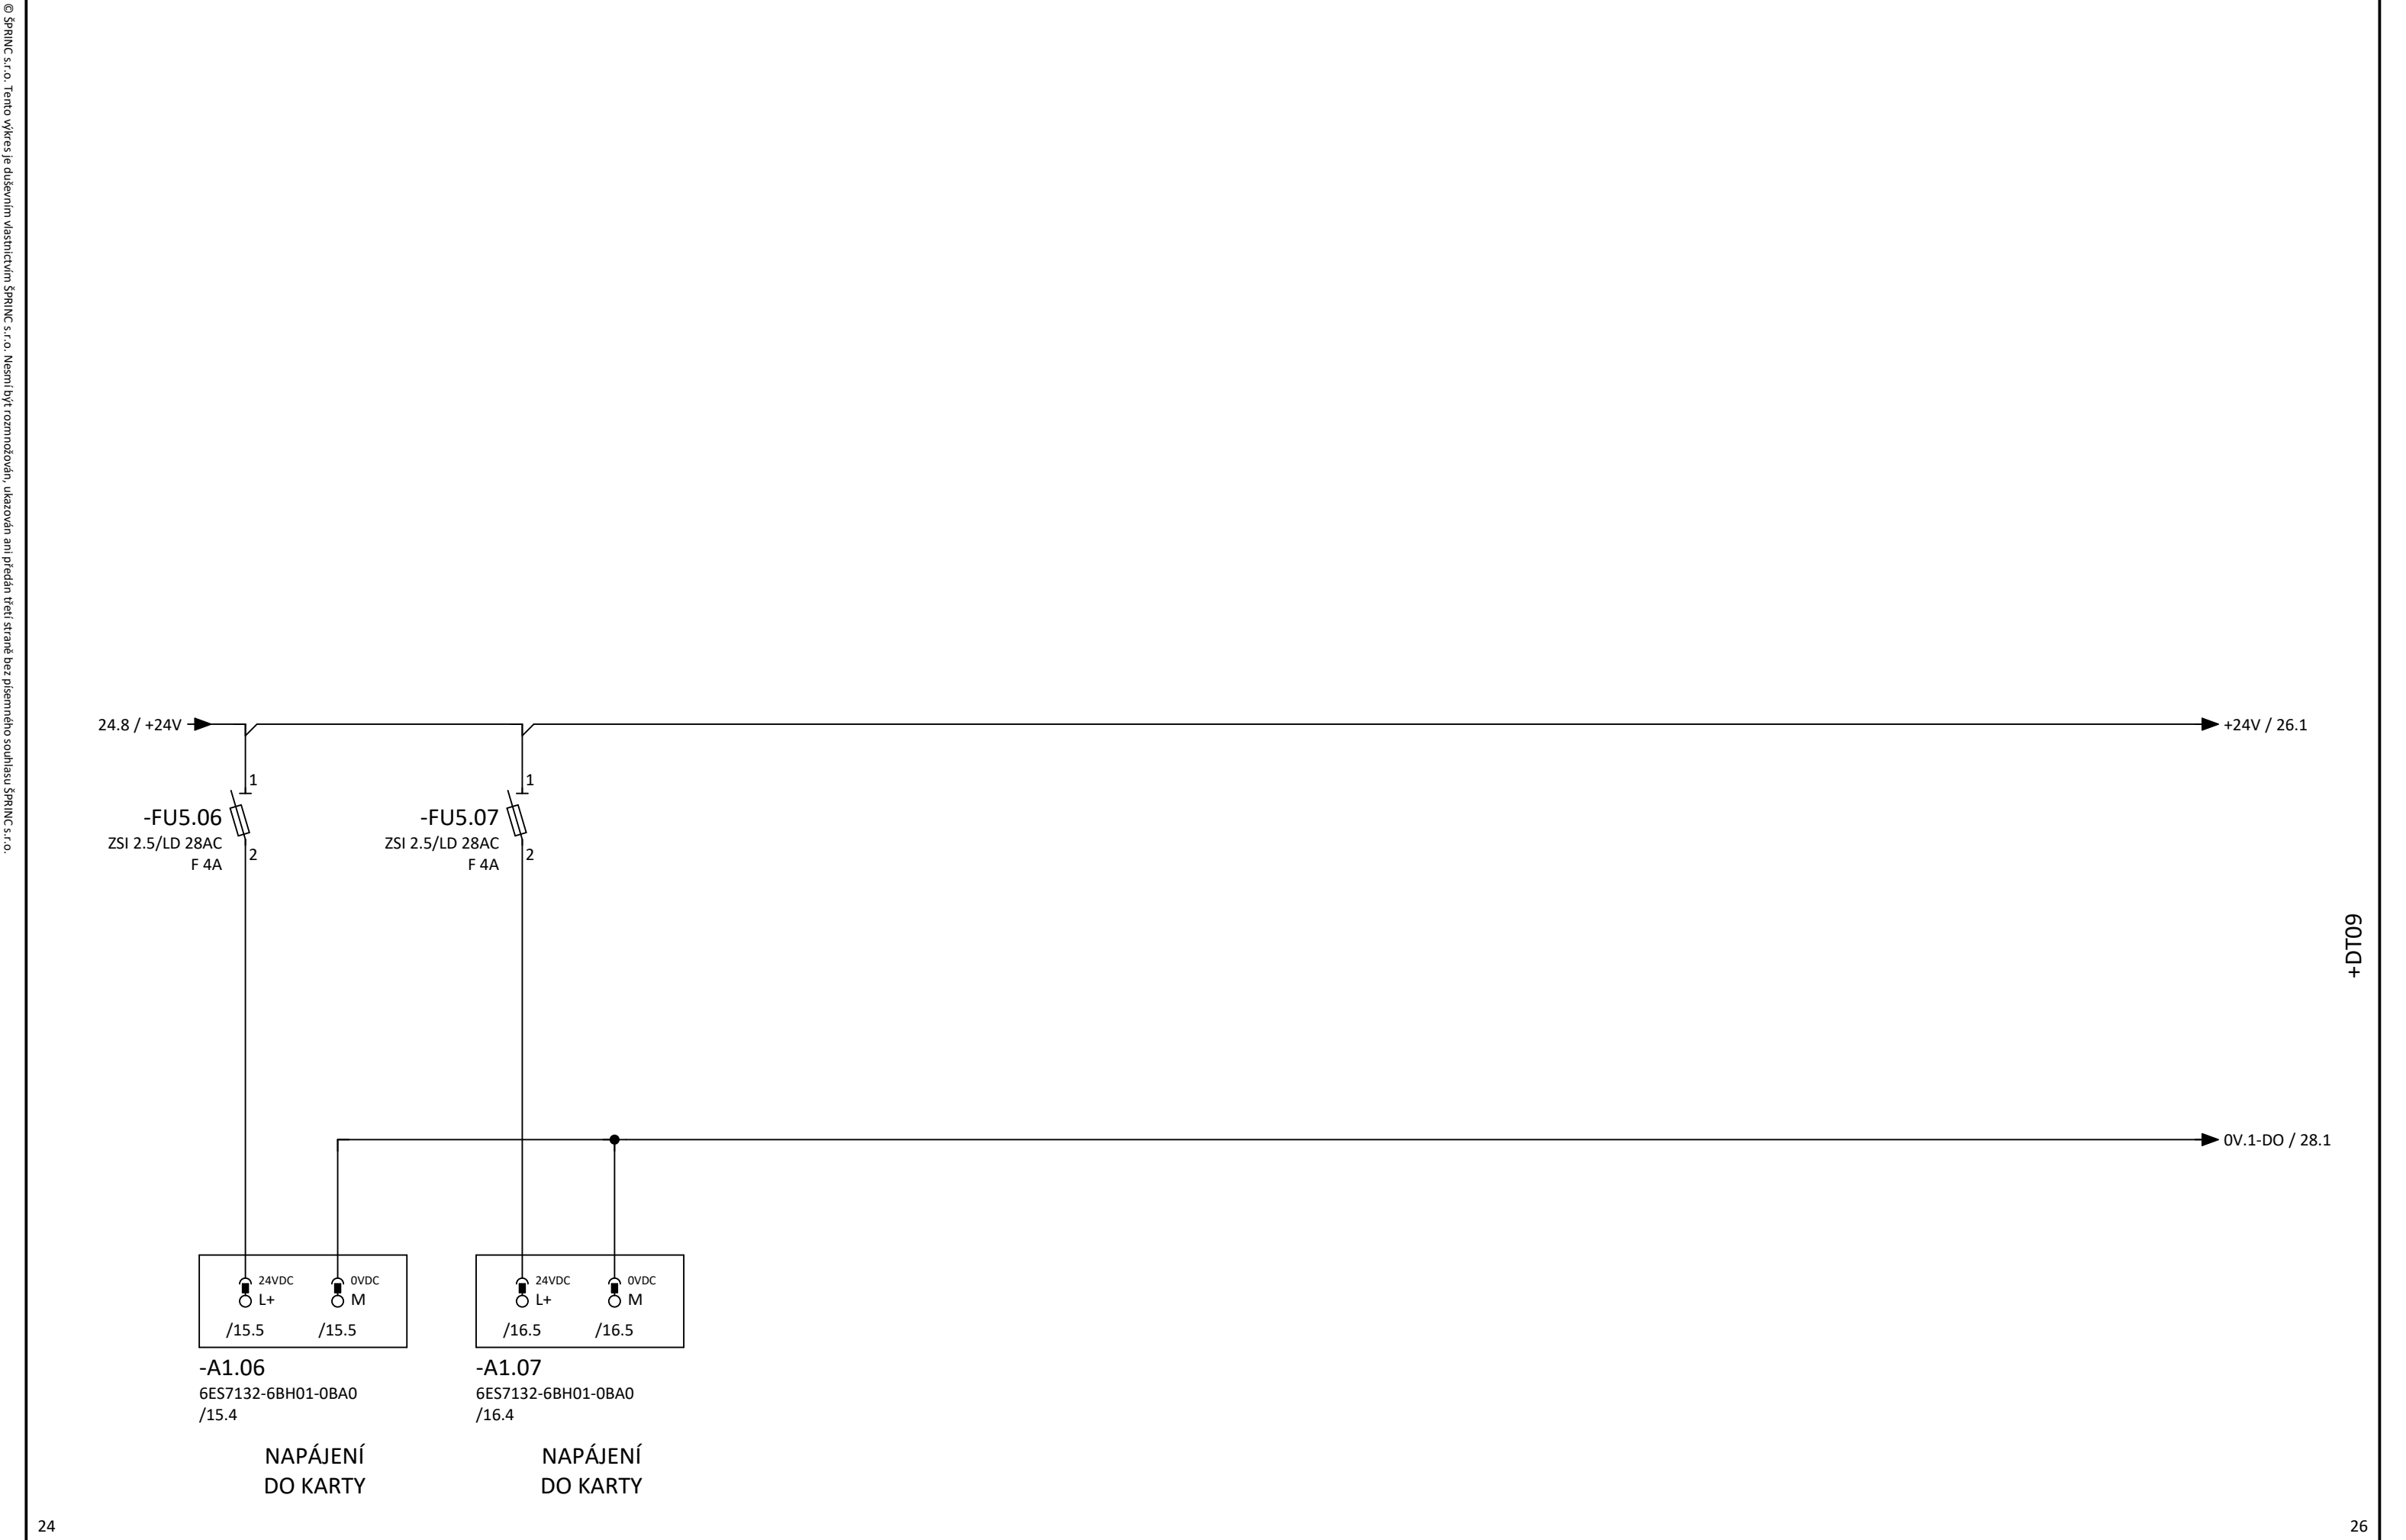 © ŠPRINC s.r.o. Tento výkres je duševním vlastnictvím ŠPRINC s.r.o. Nesmí být rozmnožován, ukazován ani předán třetí straně bez písemného souhlasu ŠPRINC s.r.o.
24.8 / +24V
+24V / 26.1
1
-FU5.06
ZSI 2.5/LD 28AC
F 4A
2
1
-FU5.07
ZSI 2.5/LD 28AC
F 4A
2
+DT09
0V.1-DO / 28.1
24VDC
L+
/15.5
0VDC
M
/15.5
-A1.06
6ES7132-6BH01-0BA0
/15.4
NAPÁJENÍ
DO KARTY
24VDC
L+
/16.5
0VDC
M
/16.5
-A1.07
6ES7132-6BH01-0BA0
/16.4
NAPÁJENÍ
DO KARTY
24
26